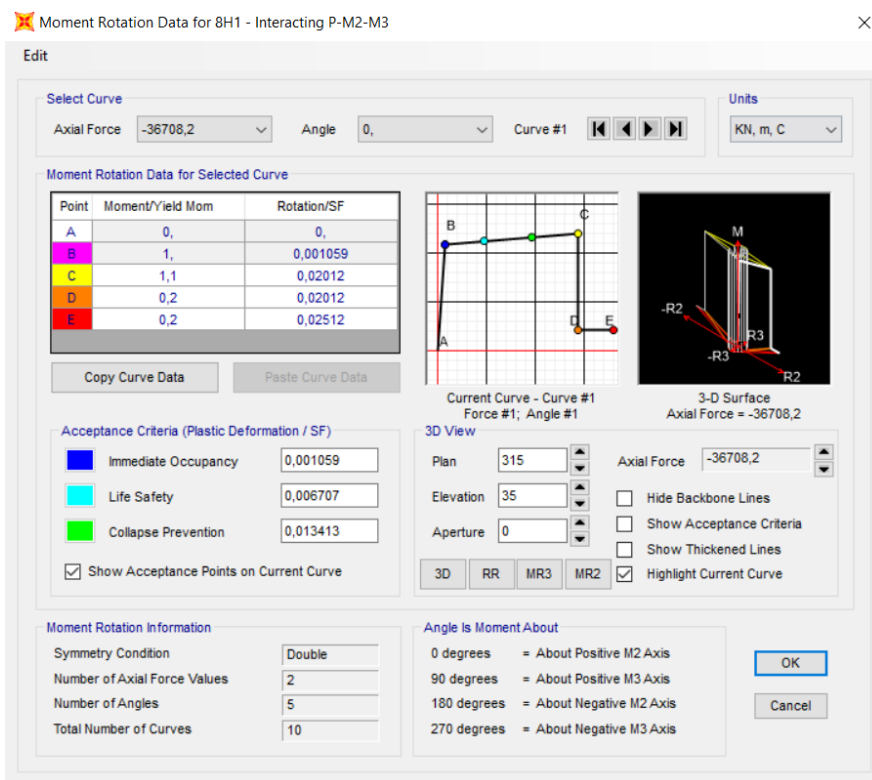 Moment Rotation Data for 8H1 - Interacting P-M2-M3
Edit
Select Curve
Units
Axial Force -36708,2 Angle 0, Curve #1
KN, m, C
Moment Rotation Data for Selected Curve
Point Moment/Yield Mom Rotation/SF
A 0, 0,
B 1, 0,001059
C 1,1 0,02012
D 0,2 0,02012
E 0,2 0,02512
Copy Curve Data
Paste Curve Data
A
B
C
D
E
Current Curve - Curve #1
Force #1; Angle #1
M
-R2
R3
-R3
R2
3-D Surface
Axial Force = -36708,2
Acceptance Criteria (Plastic Deformation / SF)
Immediate Occupancy 0,001059
Life Safety 0,006707
Collapse Prevention 0,013413
Show Acceptance Points on Current Curve
3D View
Plan 315
Elevation 35
Aperture 0
3D RR MR3 MR2
Axial Force -36708,2
Hide Backbone Lines
Show Acceptance Criteria
Show Thickened Lines
Highlight Current Curve
Moment Rotation Information
Symmetry Condition Double
Number of Axial Force Values 2
Number of Angles 5
Total Number of Curves 10
Angle Is Moment About
0 degrees = About Positive M2 Axis
90 degrees = About Positive M3 Axis
180 degrees = About Negative M2 Axis
270 degrees = About Negative M3 Axis
OK
Cancel